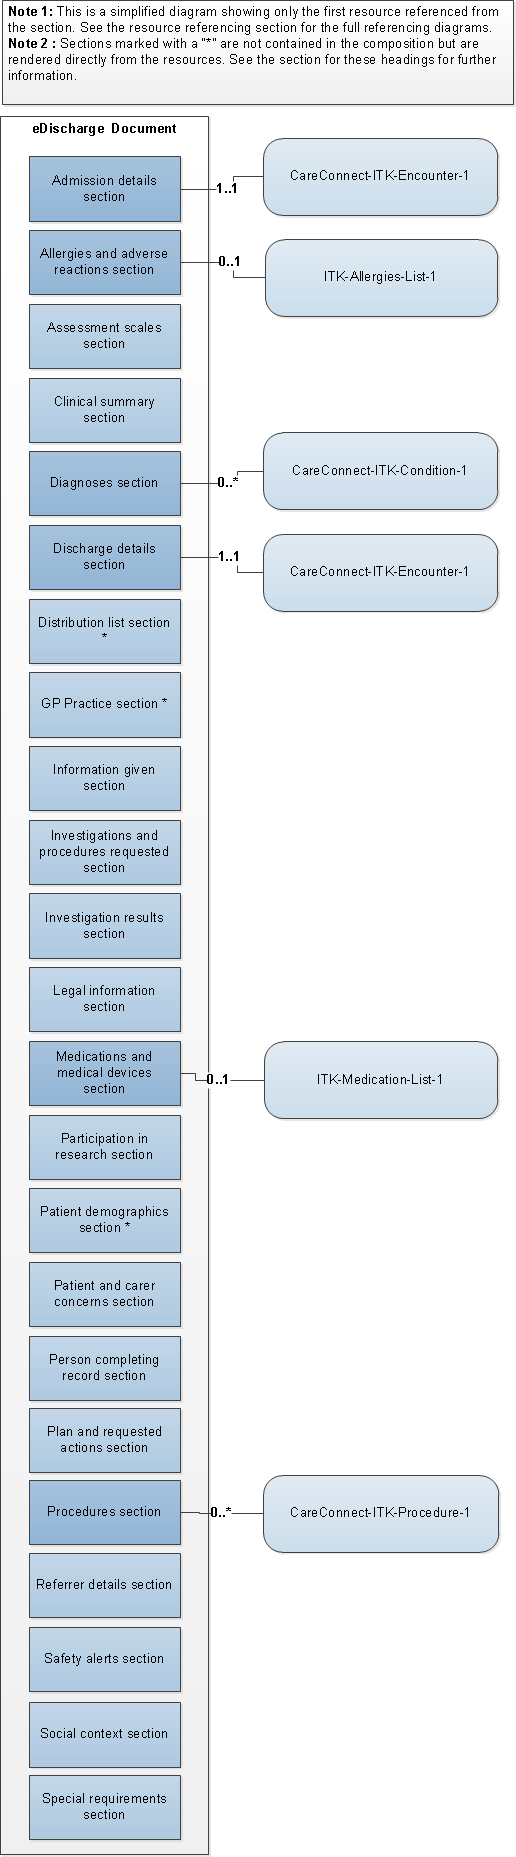 Note 1: This is a simplified diagram showing only the first resource referenced from
the section. See the resource referencing section for the full referencing diagrams.
Note 2 : Sections marked with a "*" are not contained in the composition but are
rendered directly from the resources. See the section for these headings for further
information.
eDischarge Document
Admission details
section
1..1
CareConnect-ITK-Encounter-1
Allergies and adverse
reactions section
0..1
ITK-Allergies-List-1
Assessment scales
section
Clinical summary
section
Diagnoses section
0..*
CareConnect-ITK-Condition-1
Discharge details
section
1..1
CareConnect-ITK-Encounter-1
Distribution list section
*
GP Practice section *
Information given
section
Investigations and
procedures requested
section
Investigation results
section
Legal information
section
Medications and
medical devices
section
0..1
ITK-Medication-List-1
Participation in
research section
Patient demographics
section *
Patient and carer
concerns section
Person completing
record section
Plan and requested
actions section
Procedures section
0..*
CareConnect-ITK-Procedure-1
Referrer details section
Safety alerts section
Social context section
Special requirements
section